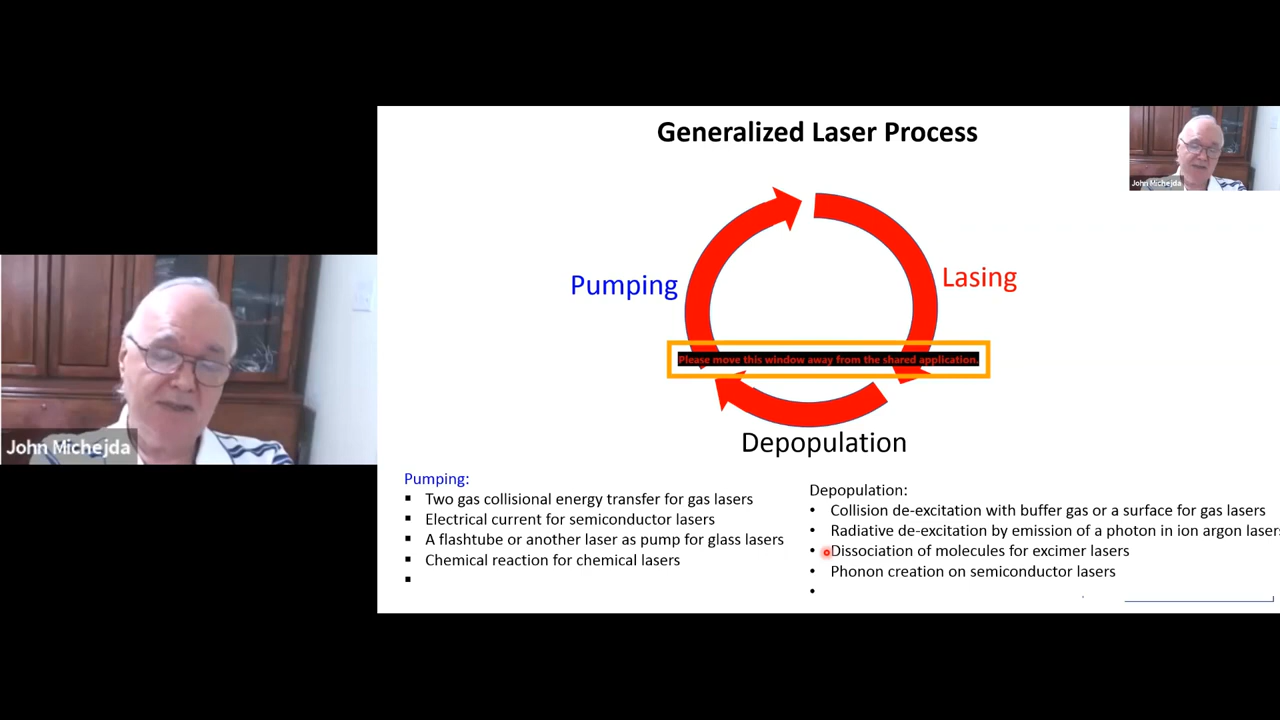 Generalized Laser Process
John Michejda
Pumping
Lasing
Please move this window away from the shared application.
Depopulation
John Michejda
Pumping:
▪ Two gas collisional energy transfer for gas lasers
▪ Electrical current for semiconductor lasers
▪ A flashtube or another laser as pump for glass lasers
▪ Chemical reaction for chemical lasers
▪
Depopulation:
• Collision de-excitation with buffer gas or a surface for gas lasers
• Radiative de-excitation by emission of a photon in ion argon lasers
• Dissociation of molecules for excimer lasers
• Phonon creation on semiconductor lasers
•